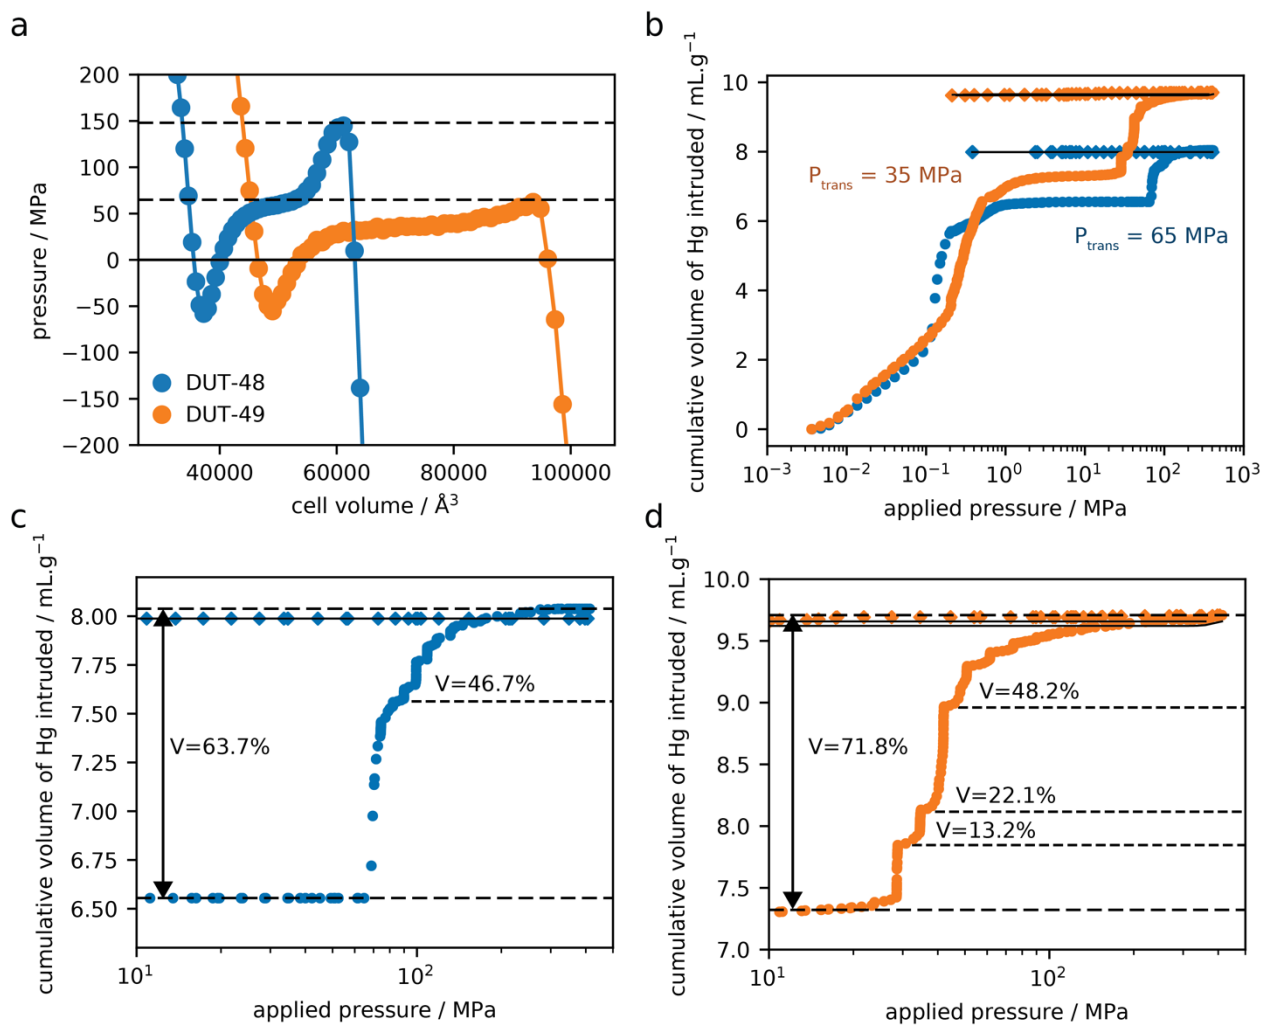 a
200
150
100
50
0
−50
−100
−150
−200
pressure / MPa
DUT-48
DUT-49
40000 60000 80000 100000
cell volume / Å³
b
10
8
6
4
2
0
cumulative volume of Hg intruded / mL.g⁻¹
P_trans = 35 MPa
P_trans = 65 MPa
10⁻³ 10⁻² 10⁻¹ 10⁰ 10¹ 10² 10³
applied pressure / MPa
c
8.00
7.75
7.50
7.25
7.00
6.75
6.50
cumulative volume of Hg intruded / mL.g⁻¹
V=46.7%
V=63.7%
10¹ 10²
applied pressure / MPa
d
10.0
9.5
9.0
8.5
8.0
7.5
7.0
cumulative volume of Hg intruded / mL.g⁻¹
V=48.2%
V=71.8%
V=22.1%
V=13.2%
10¹ 10²
applied pressure / MPa